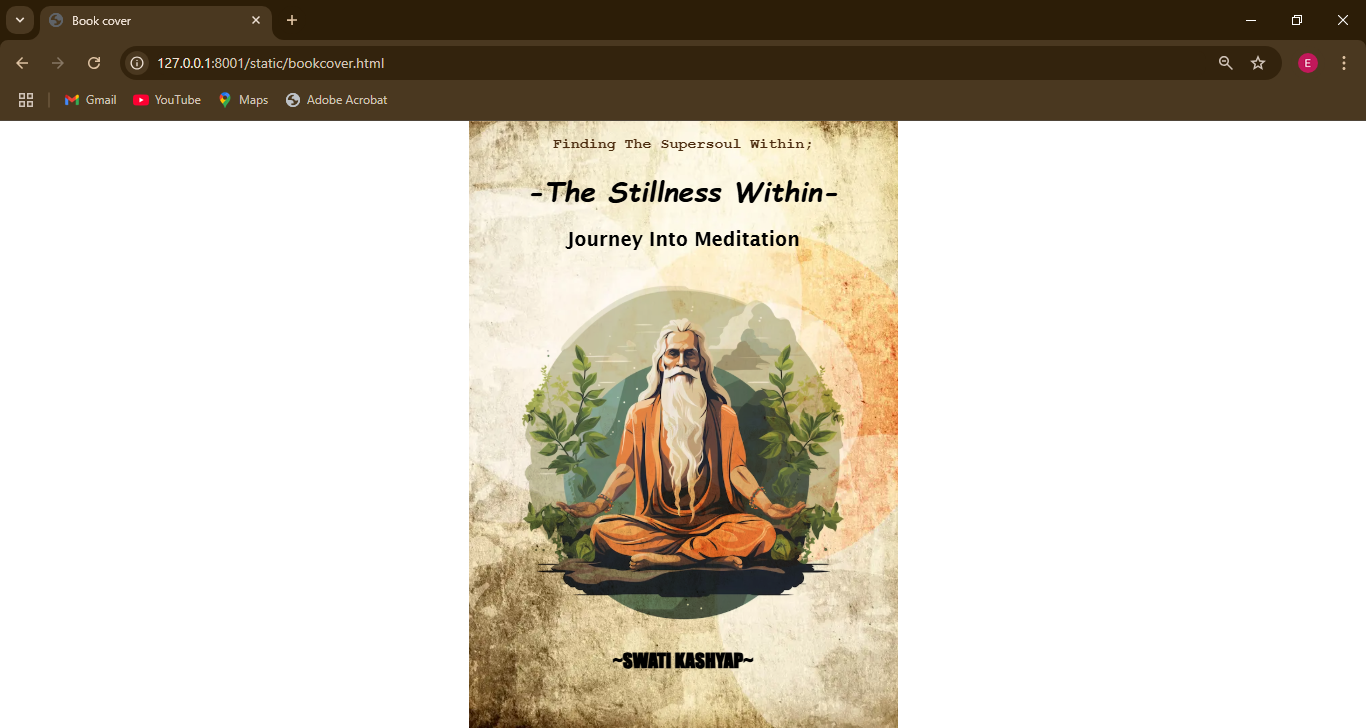 Book cover
127.0.0.1:8001/static/bookcover.html
E
Gmail
YouTube
Maps
Adobe Acrobat
Finding The Supersoul Within;
-The Stillness Within-
Journey Into Meditation
~SWATI KASHYAP~